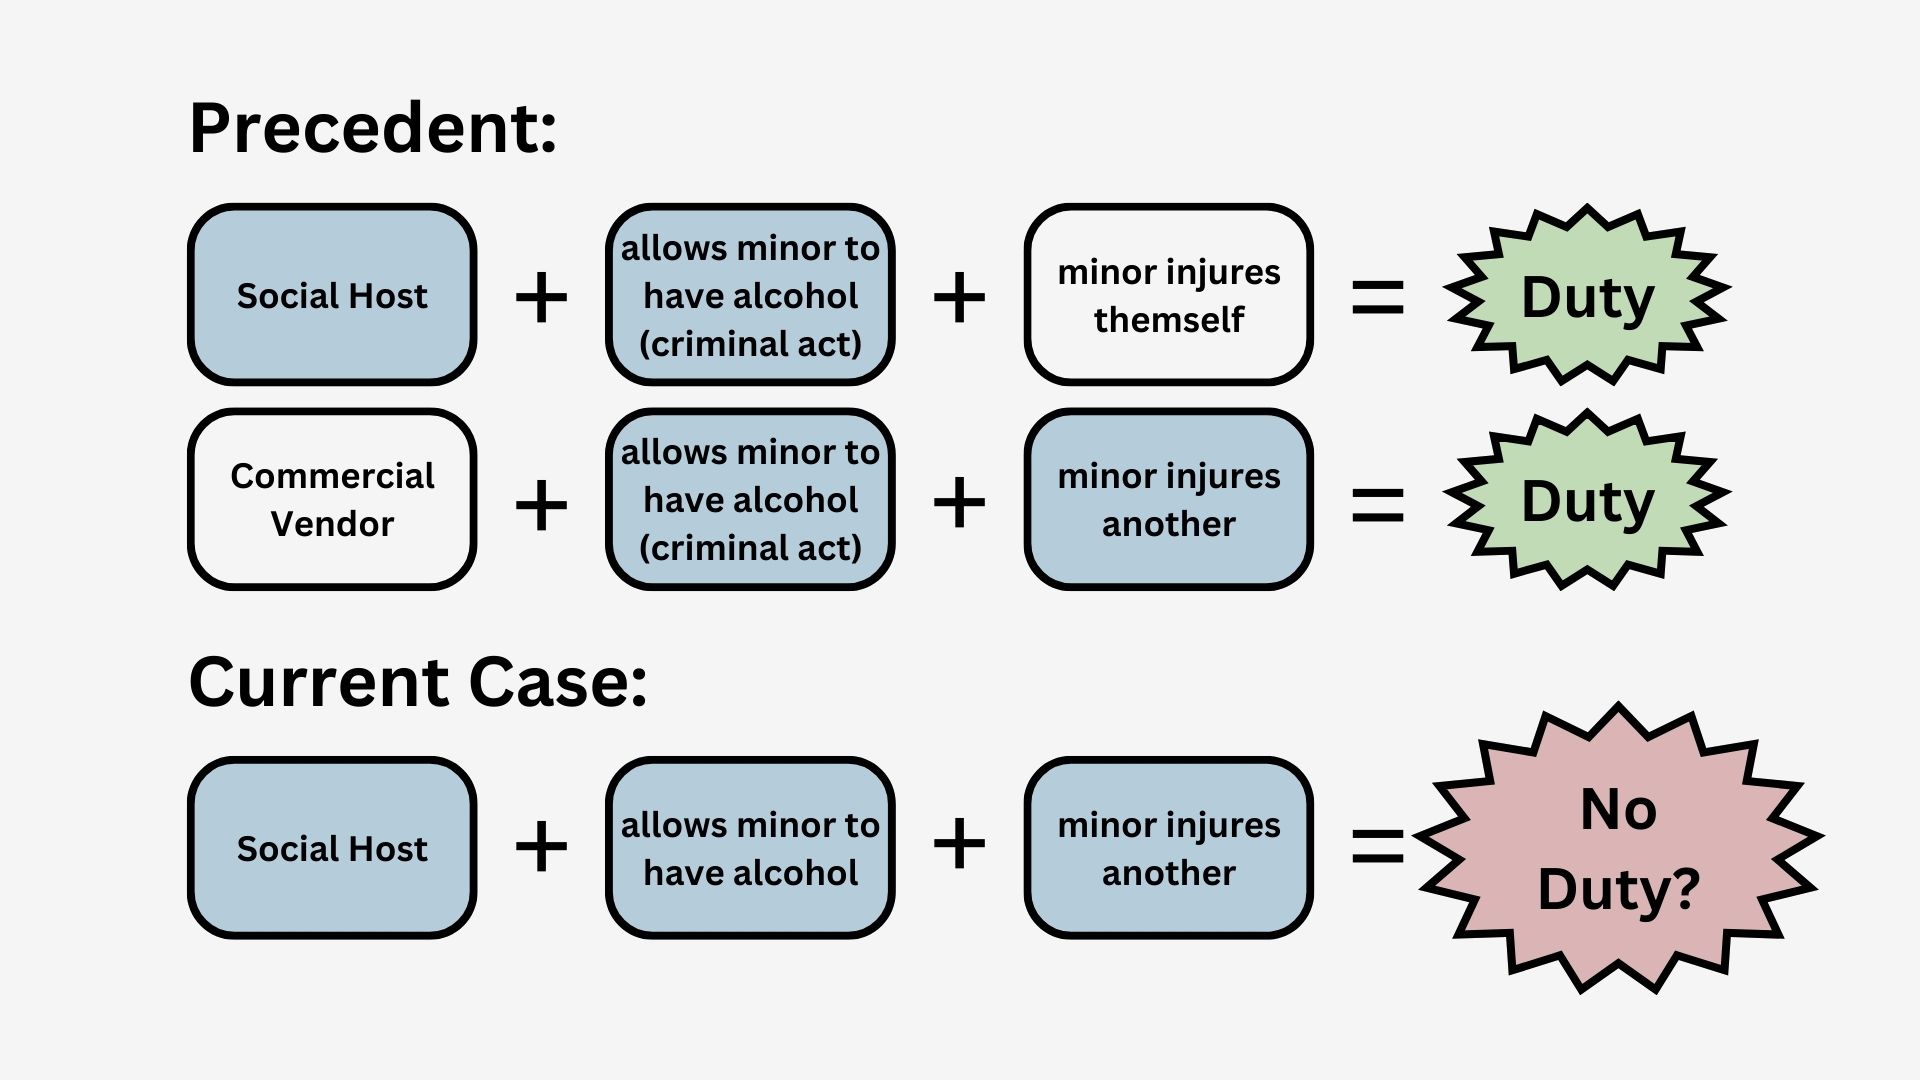 Precedent:
Social Host
+
allows minor to
have alcohol
(criminal act)
+
minor injures
themself
=
Duty
Commercial
Vendor
+
allows minor to
have alcohol
(criminal act)
+
minor injures
another
=
Duty
Current Case:
Social Host
+
allows minor to
have alcohol
+
minor injures
another
=
No
Duty?